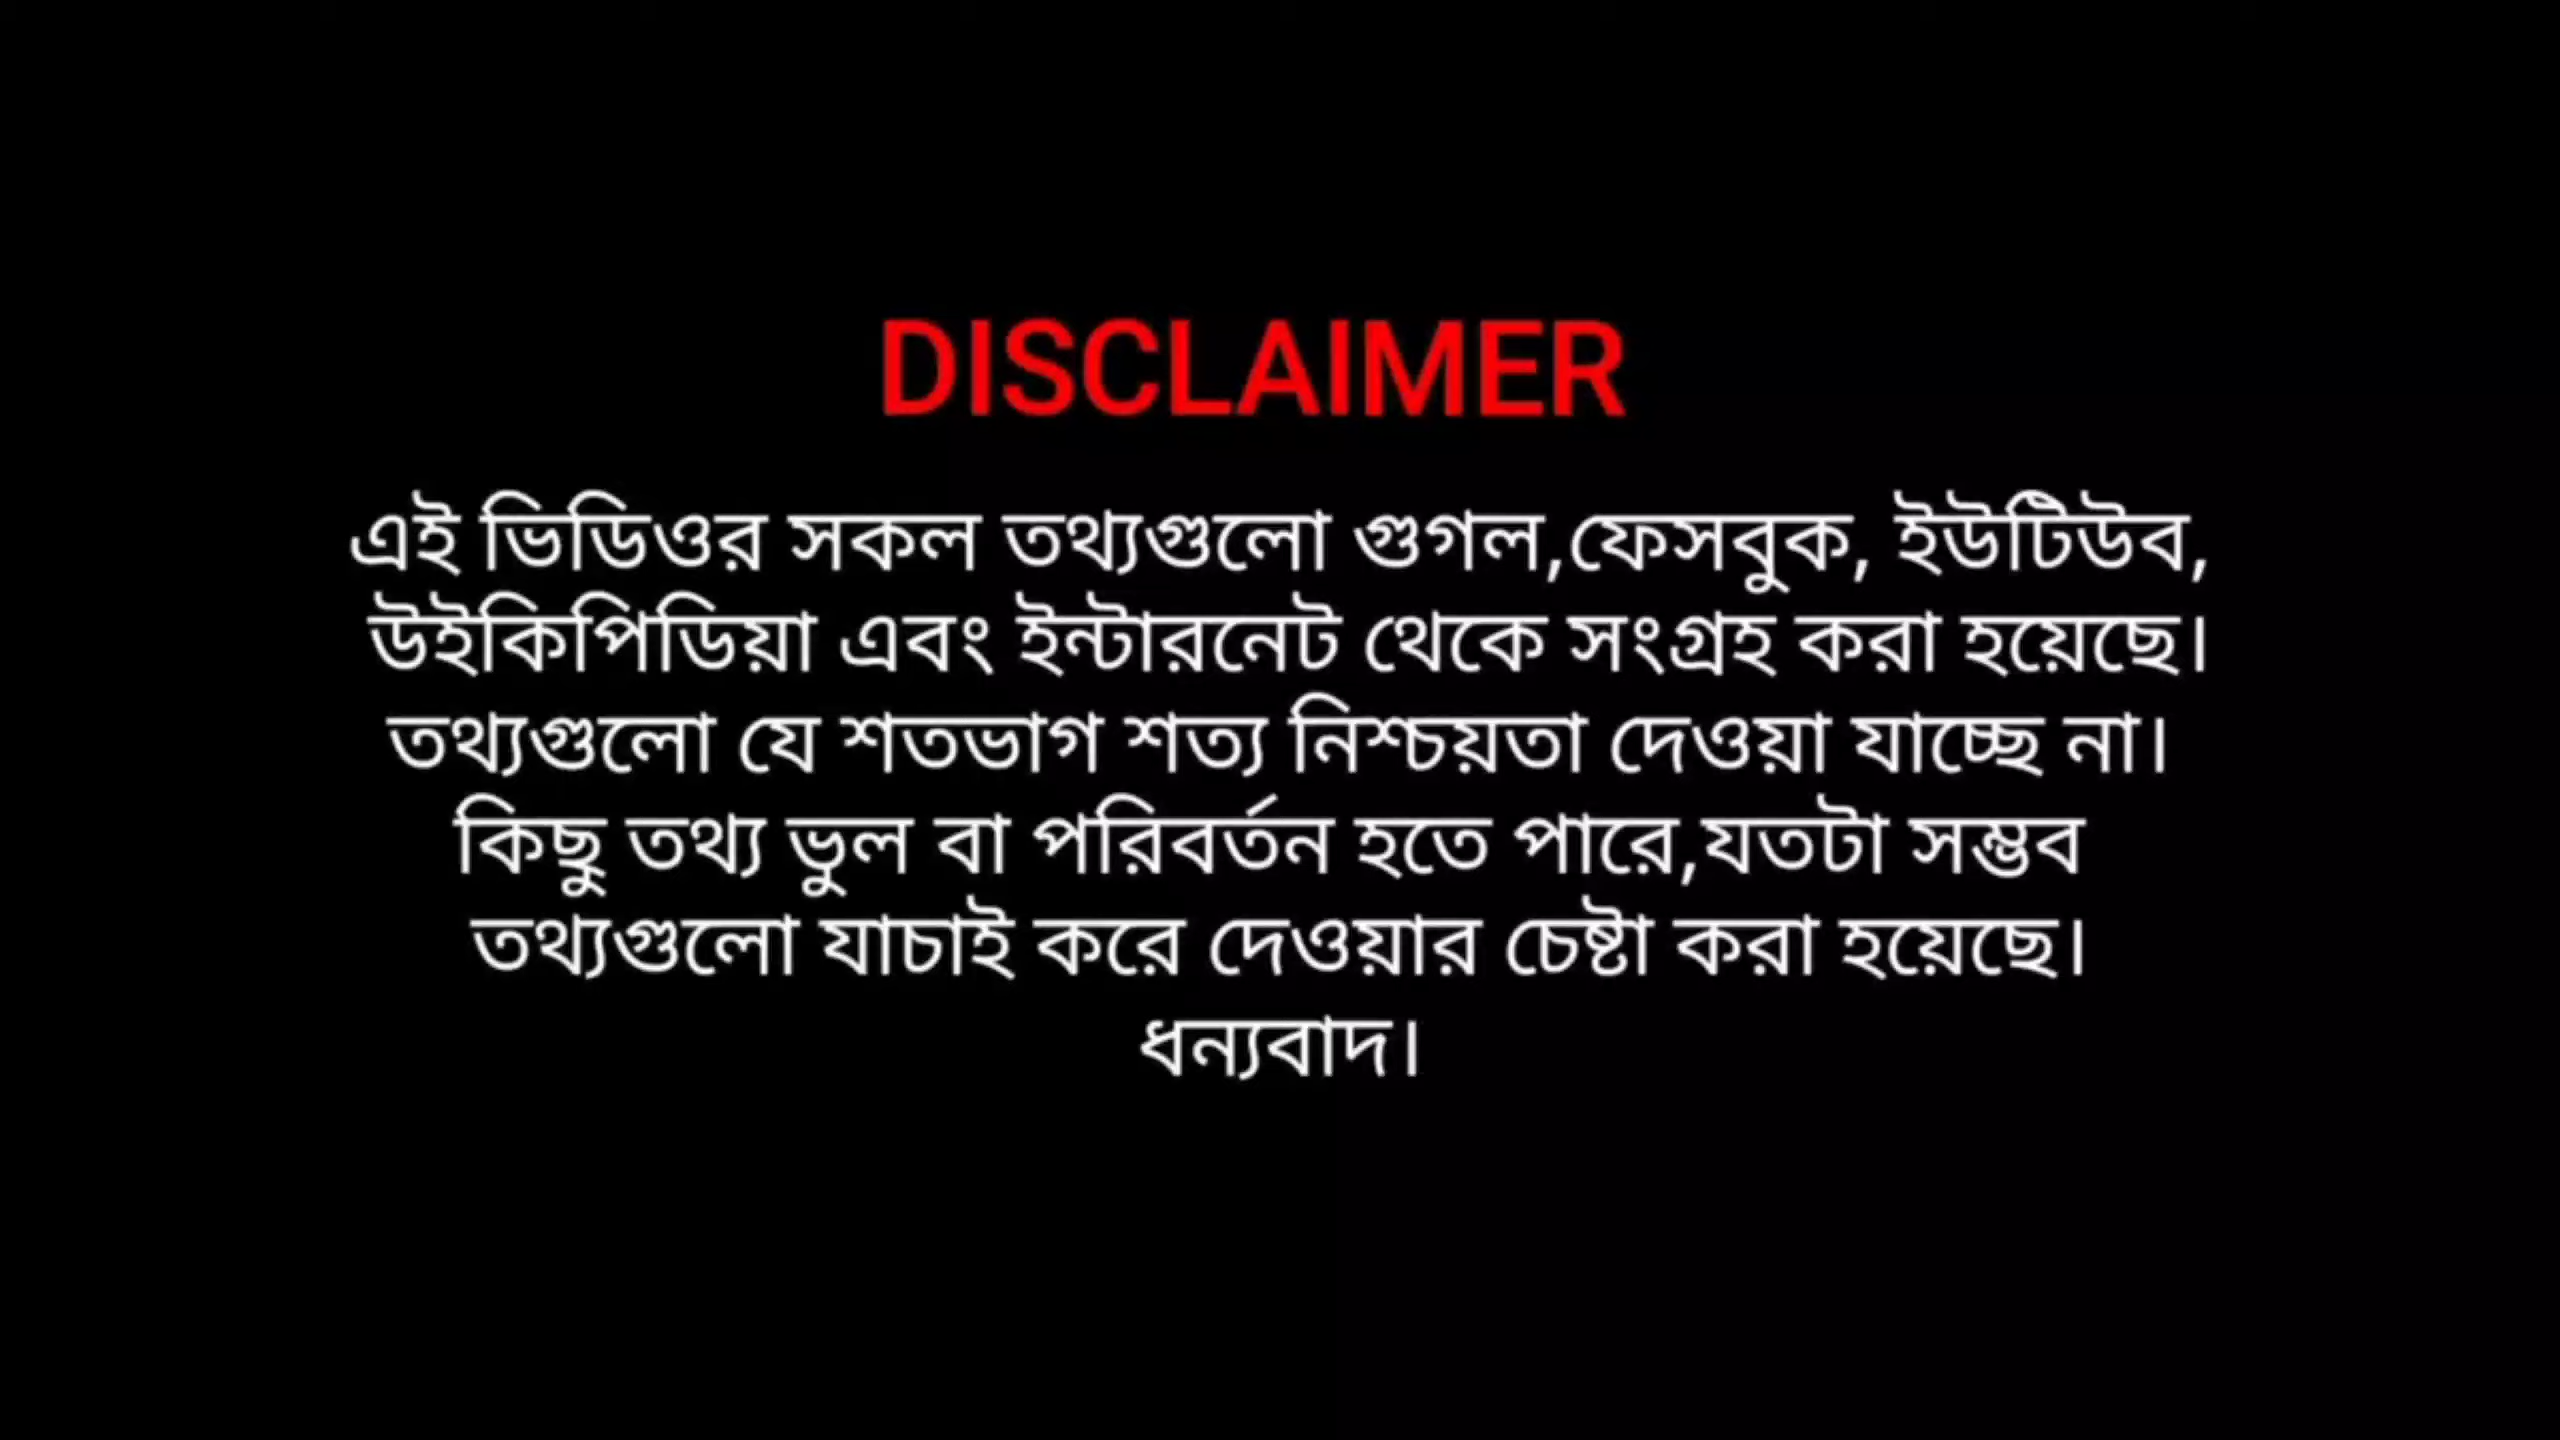 DISCLAIMER
এই ভিডিওর সকল তথ্যগুলো গুগল,ফেসবুক, ইউটিউব,
উইকিপিডিয়া এবং ইন্টারনেট থেকে সংগ্রহ করা হয়েছে।
তথ্যগুলো যে শতভাগ শত্য নিশ্চয়তা দেওয়া যাচ্ছে না।
কিছু তথ্য ভুল বা পরিবর্তন হতে পারে,যতটা সম্ভব
তথ্যগুলো যাচাই করে দেওয়ার চেষ্টা করা হয়েছে।
ধন্যবাদ।